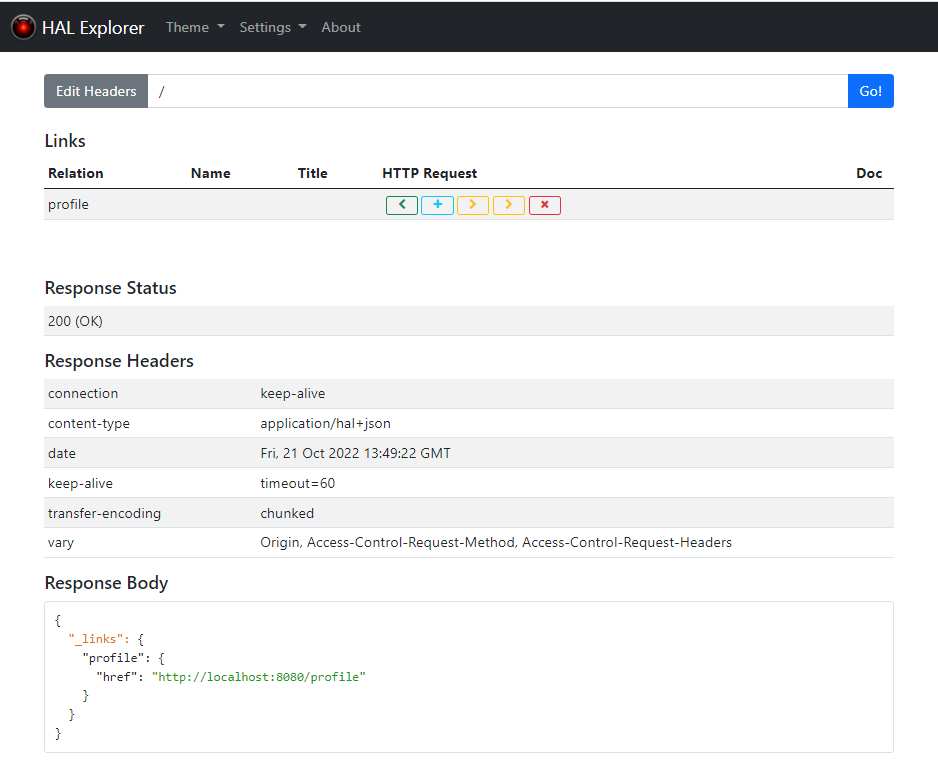 HAL Explorer Theme Settings About
Edit Headers / Go!
Links
Relation Name Title HTTP Request Doc
profile
Response Status
200 (OK)
Response Headers
connection keep-alive
content-type application/hal+json
date Fri, 21 Oct 2022 13:49:22 GMT
keep-alive timeout=60
transfer-encoding chunked
vary Origin, Access-Control-Request-Method, Access-Control-Request-Headers
Response Body
{
  "_links": {
    "profile": {
      "href": "http://localhost:8080/profile"
    }
  }
}